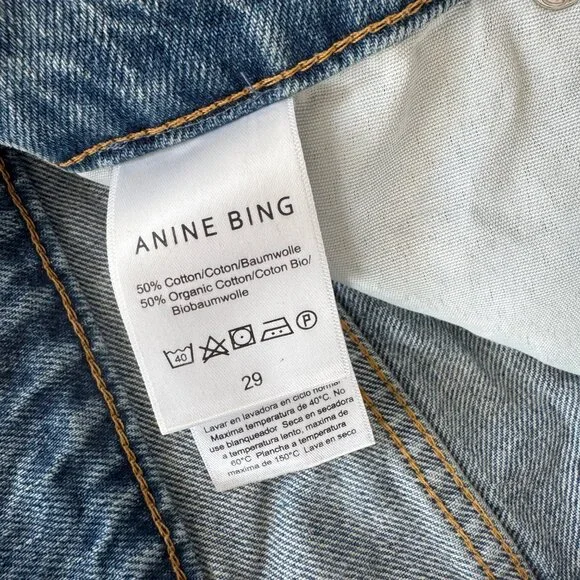 ANINE BING
50% Cotton/Coton/Baumwolle
50% Organic Cotton/Coton Bio/
Biobaumwolle
40
P
29
Lavar en lavadora en ciclo normal
Maxima temperatura de 40°C No
use blanqueador Seca en secadora
a temperatura lento, maxima de
60°C Plancha a temperatura
maxima de 150°C Lava en seco